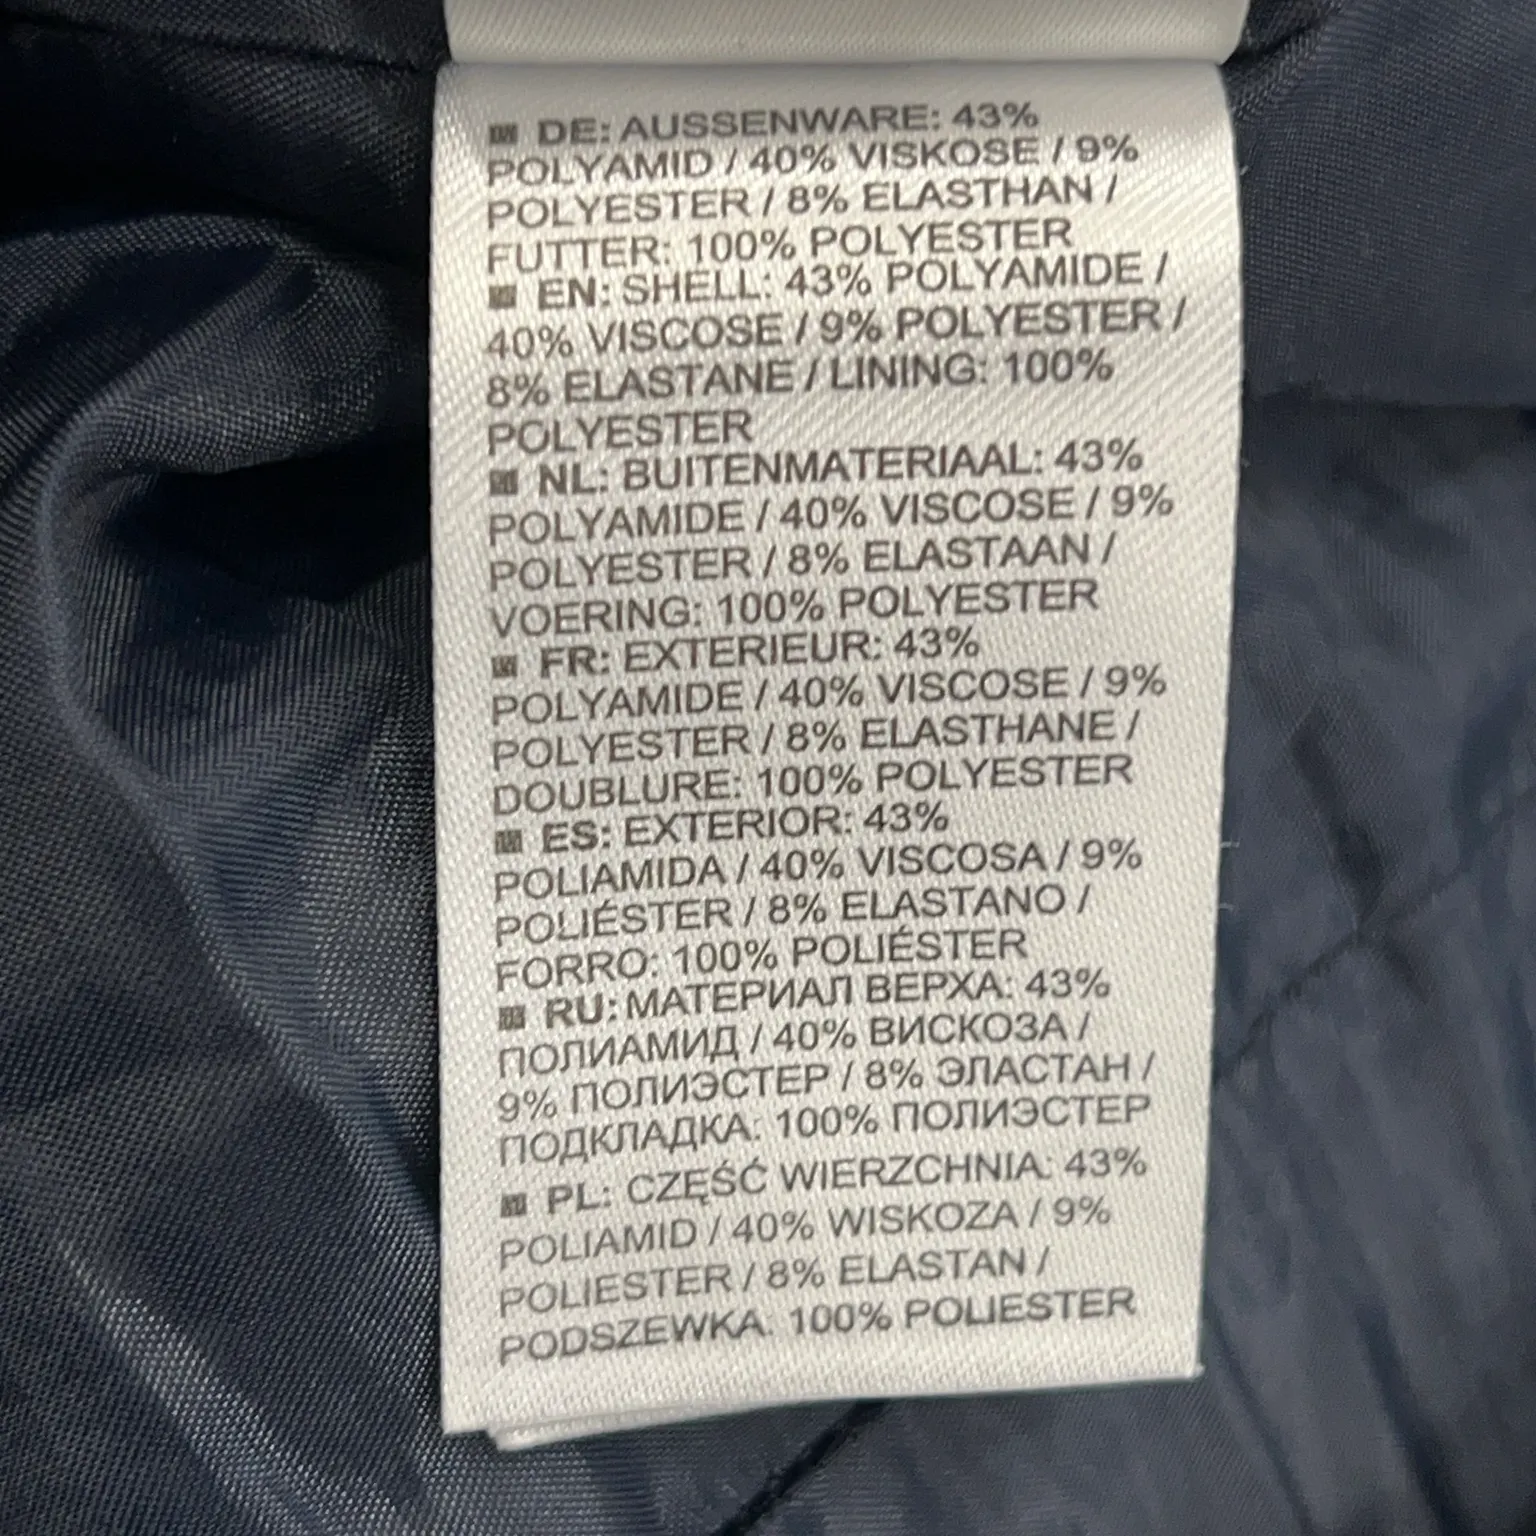 DE: AUSSENWARE: 43%
POLYAMID / 40% VISKOSE / 9%
POLYESTER / 8% ELASTHAN /
FUTTER: 100% POLYESTER
EN: SHELL: 43% POLYAMIDE /
40% VISCOSE / 9% POLYESTER /
8% ELASTANE / LINING: 100%
POLYESTER
NL: BUITENMATERIAAL: 43%
POLYAMIDE / 40% VISCOSE / 9%
POLYESTER / 8% ELASTAAN /
VOERING: 100% POLYESTER
FR: EXTERIEUR: 43%
POLYAMIDE / 40% VISCOSE / 9%
POLYESTER / 8% ELASTHANE /
DOUBLURE: 100% POLYESTER
ES: EXTERIOR: 43%
POLIAMIDA / 40% VISCOSA / 9%
POLIÉSTER / 8% ELASTANO /
FORRO: 100% POLIÉSTER
RU: МАТЕРИАЛ ВЕРХА: 43%
ПОЛИАМИД / 40% ВИСКОЗА /
9% ПОЛИЭСТЕР / 8% ЭЛАСТАН /
ПОДКЛАДКА: 100% ПОЛИЭСТЕР
PL: CZĘŚĆ WIERZCHNIA: 43%
POLIAMID / 40% WISKOZA / 9%
POLIESTER / 8% ELASTAN /
PODSZEWKA: 100% POLIESTER